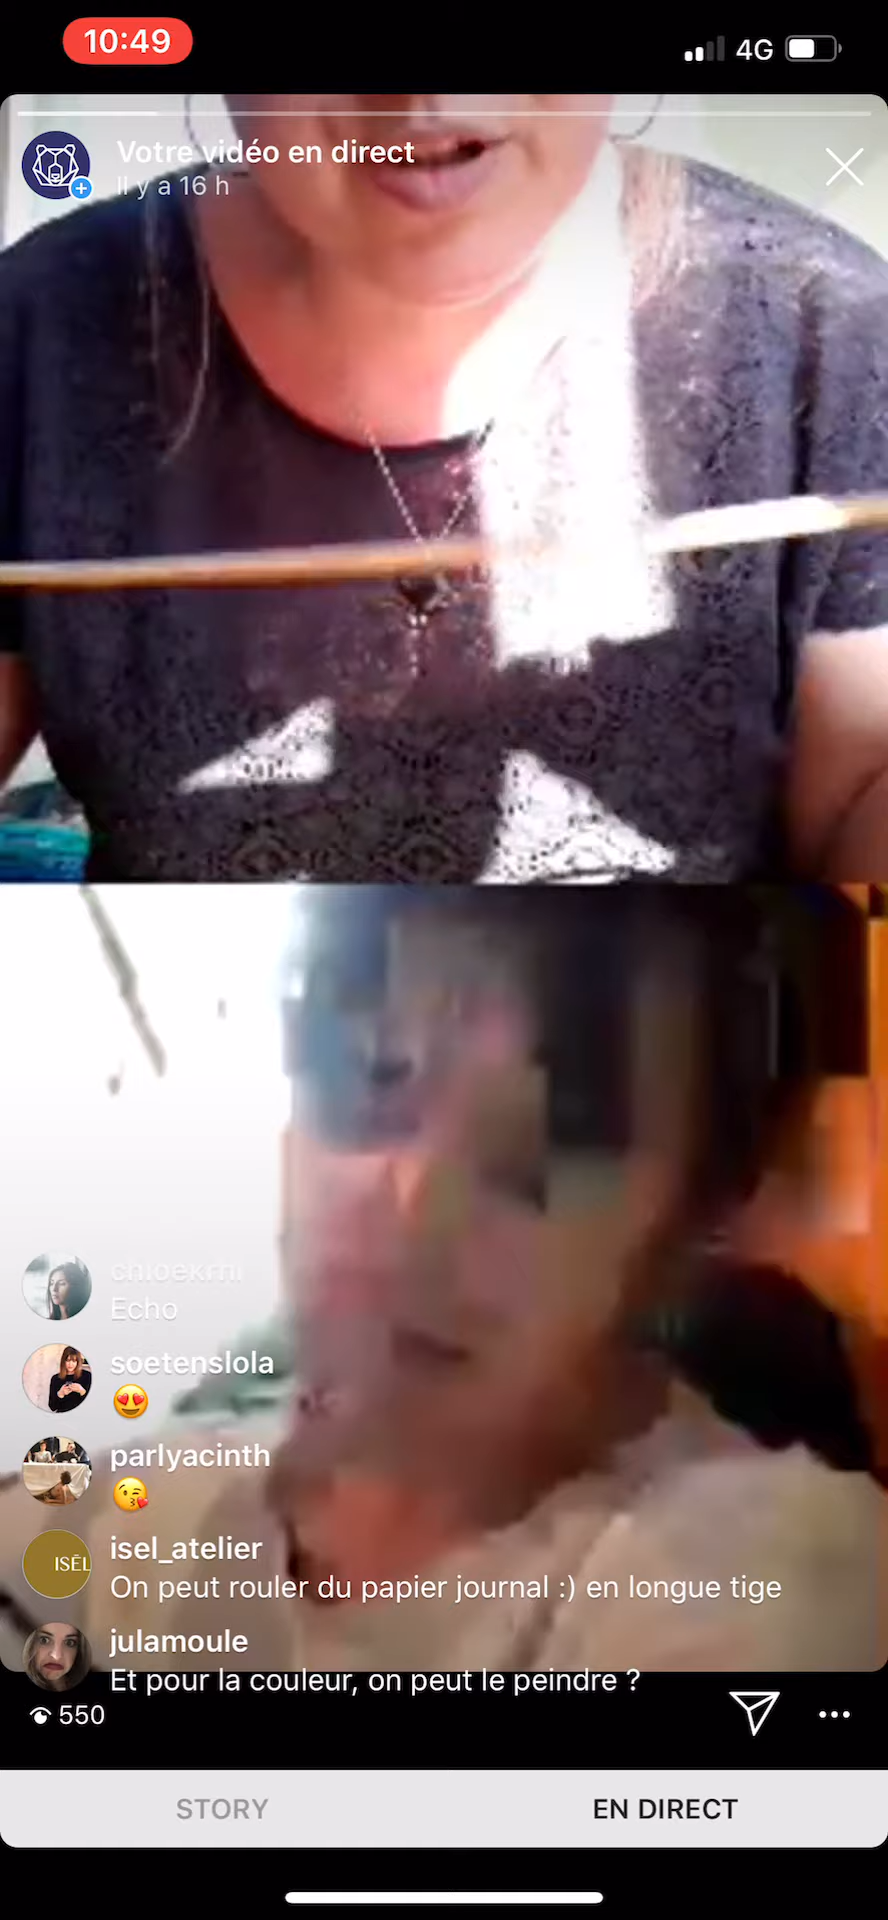 10:49
4G
Votre vidéo en direct
Il y a 16 h
Echo
soetenslola
😍
parlyacinth
😘
ISĒL
isel_atelier
On peut rouler du papier journal :) en longue tige
julamoule
Et pour la couleur, on peut le peindre ?
550
STORY
EN DIRECT